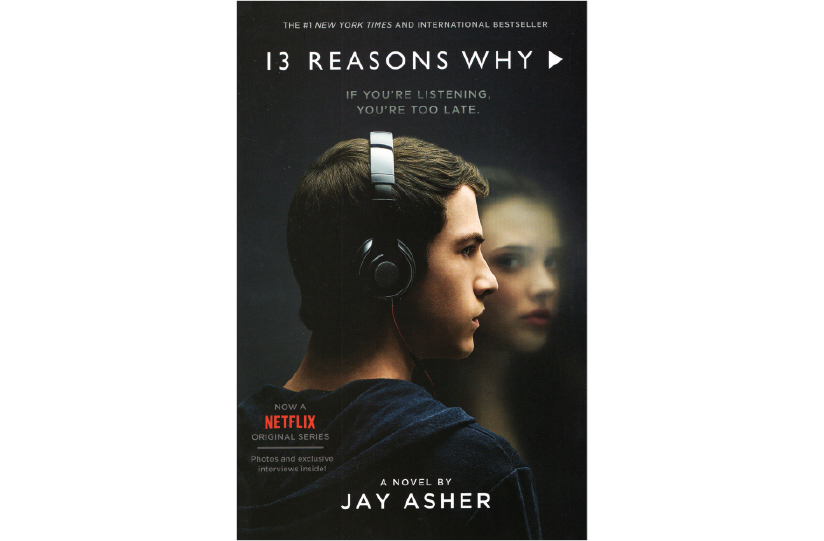 THE #1 NEW YORK TIMES AND INTERNATIONAL BESTSELLER
13 REASONS WHY
IF YOU'RE LISTENING,
YOU'RE TOO LATE.
NOW A
NETFLIX
ORIGINAL SERIES
Photos and exclusive
interviews inside!
A NOVEL BY
JAY ASHER